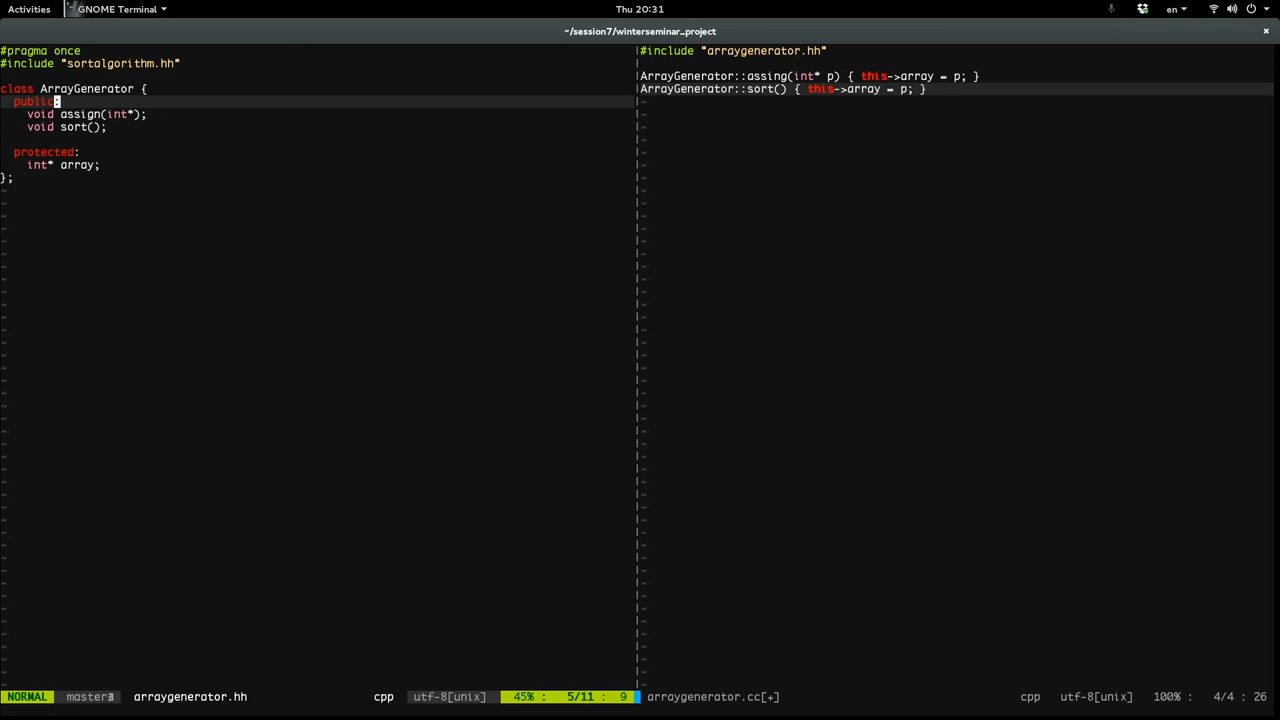 Activities GNOME Terminal Thu 20:31 en
~/session7/winterseminar_project ×
#pragma once
#include "sortalgorithm.hh"
class ArrayGenerator {
public:
void assign(int*);
void sort();
protected:
int* array;
};
#include "arraygenerator.hh"
ArrayGenerator::assing(int* p) { this->array = p; }
ArrayGenerator::sort() { this->array = p; }
NORMAL master arraygenerator.hh cpp utf-8[unix] 45% : 5/11 : 9
arraygenerator.cc[+] cpp utf-8[unix] 100% : 4/4 : 26